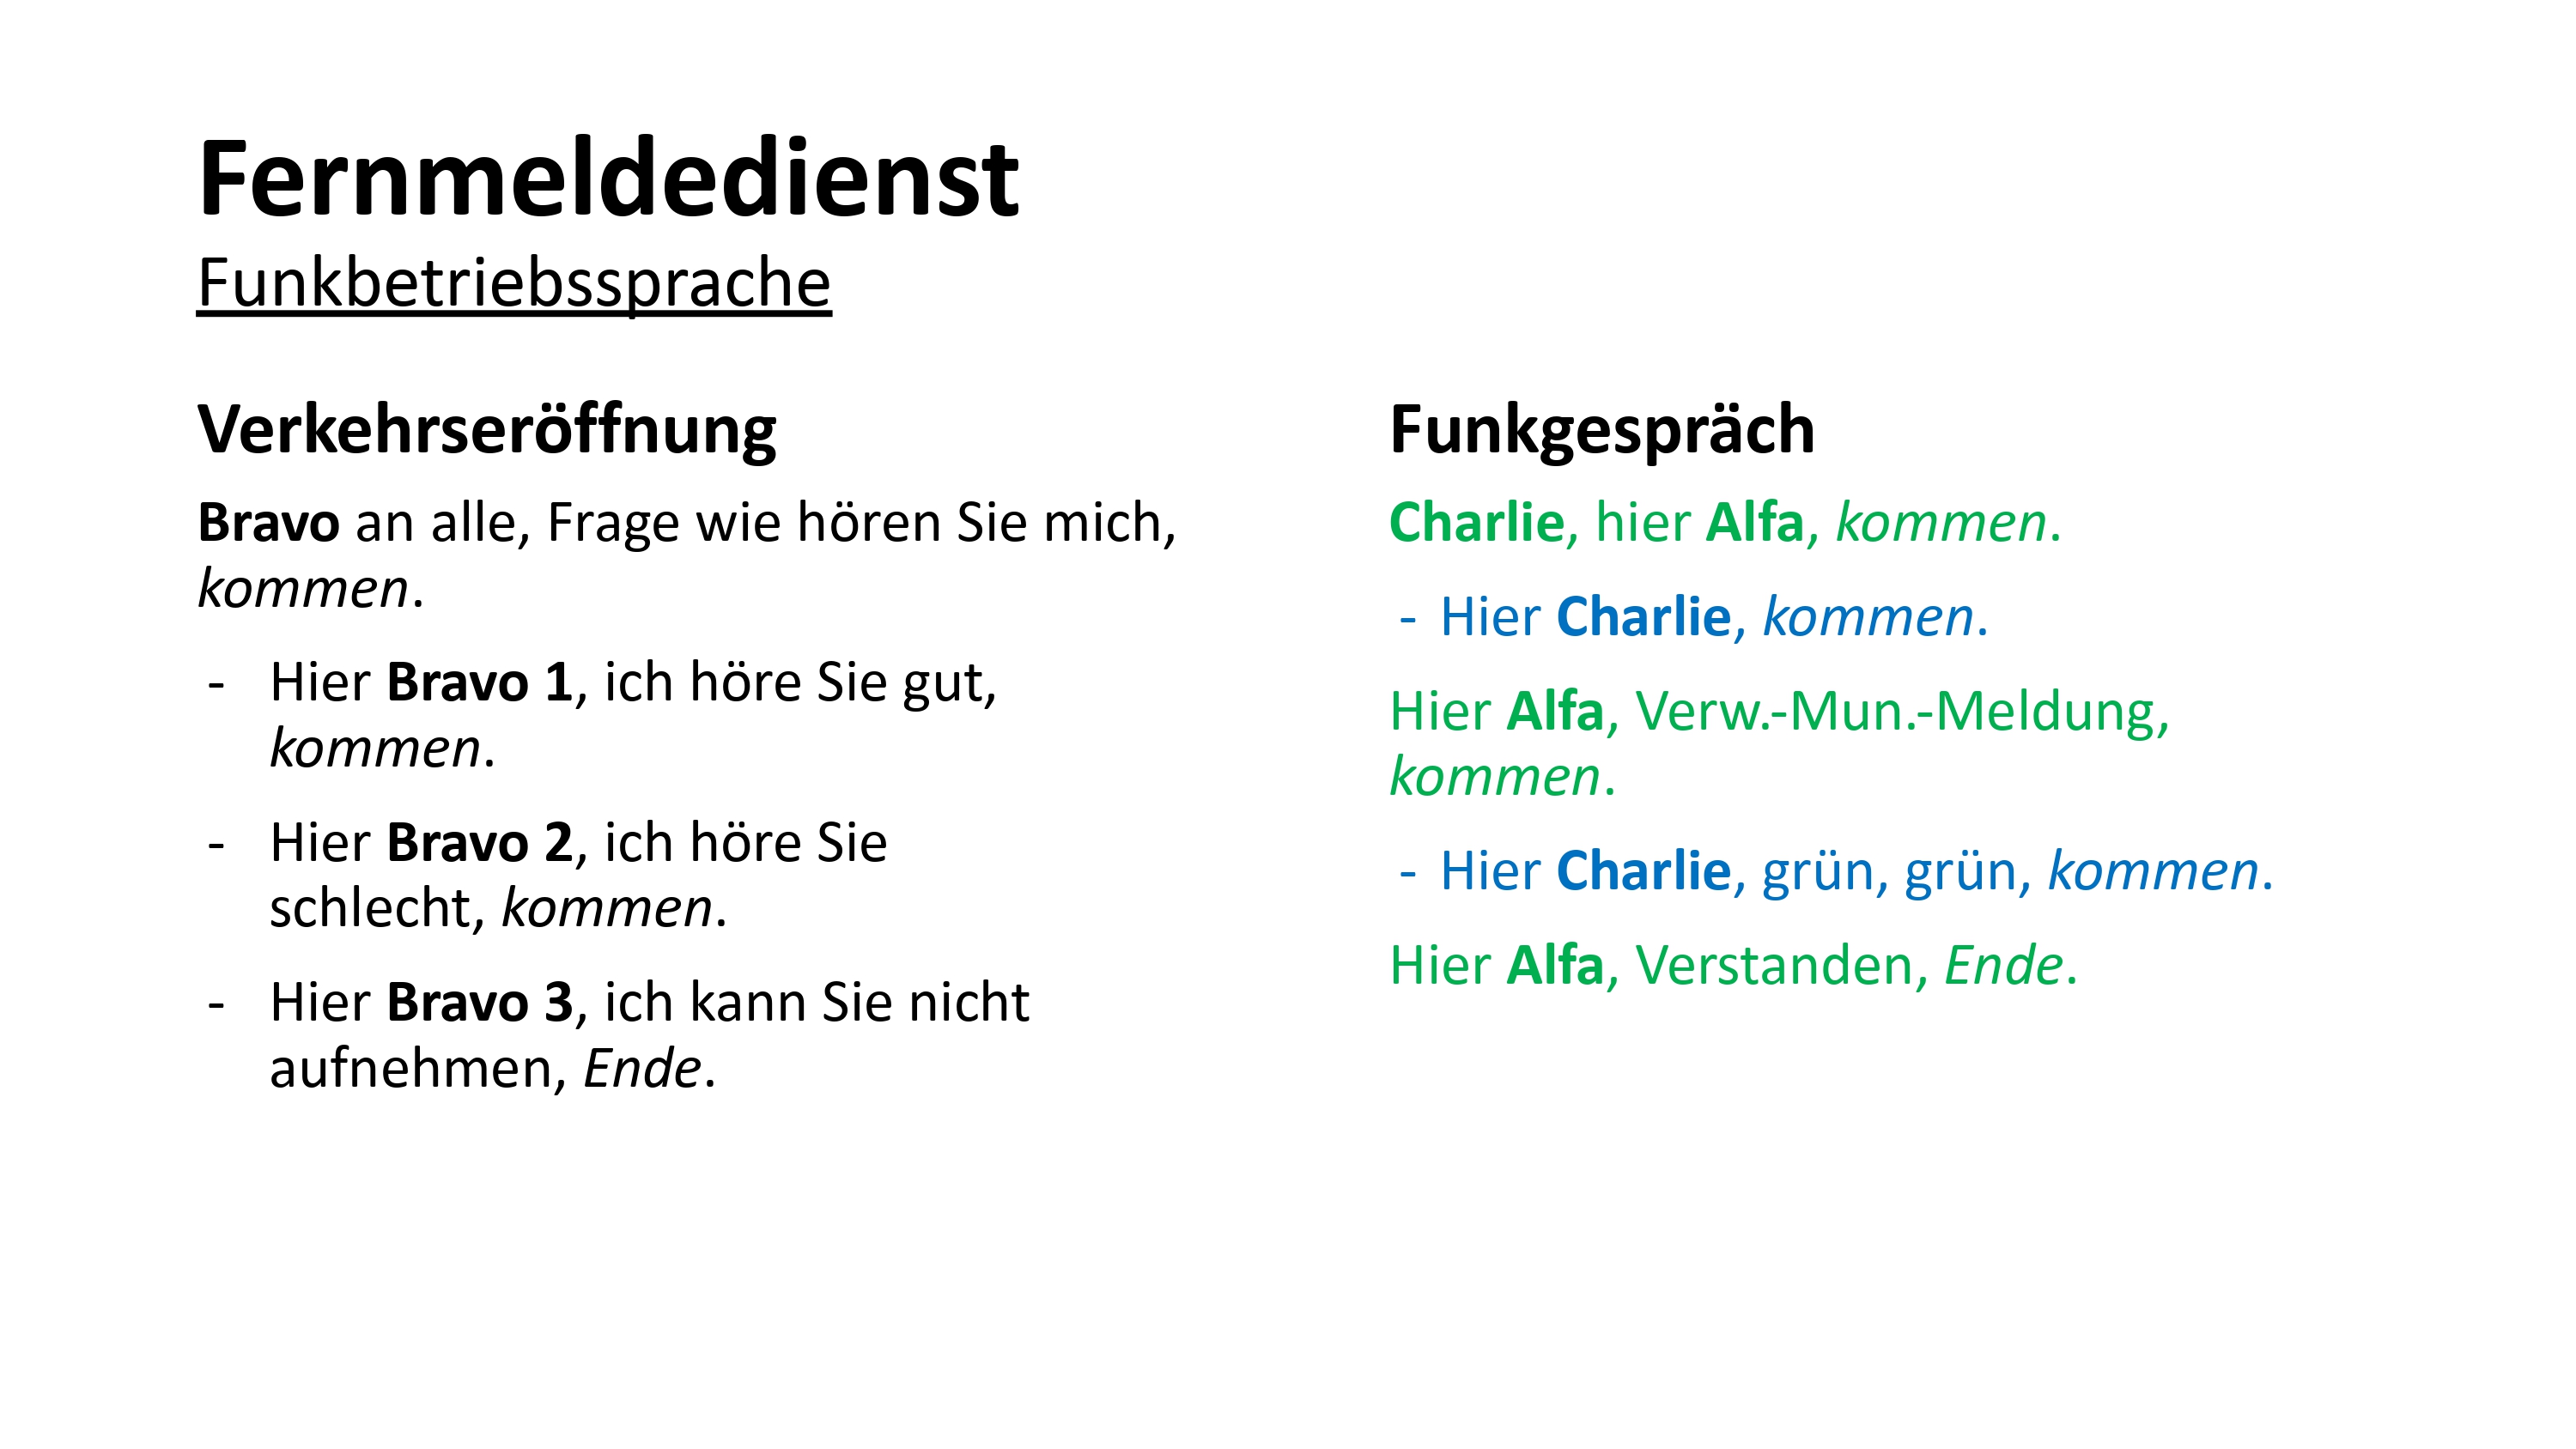 Fernmeldedienst
Funkbetriebssprache
Verkehrseröffnung
Bravo an alle, Frage wie hören Sie mich,
kommen.
- Hier Bravo 1, ich höre Sie gut,
kommen.
- Hier Bravo 2, ich höre Sie
schlecht, kommen.
- Hier Bravo 3, ich kann Sie nicht
aufnehmen, Ende.
Funkgespräch
Charlie, hier Alfa, kommen.
- Hier Charlie, kommen.
Hier Alfa, Verw.-Mun.-Meldung,
kommen.
- Hier Charlie, grün, grün, kommen.
Hier Alfa, Verstanden, Ende.